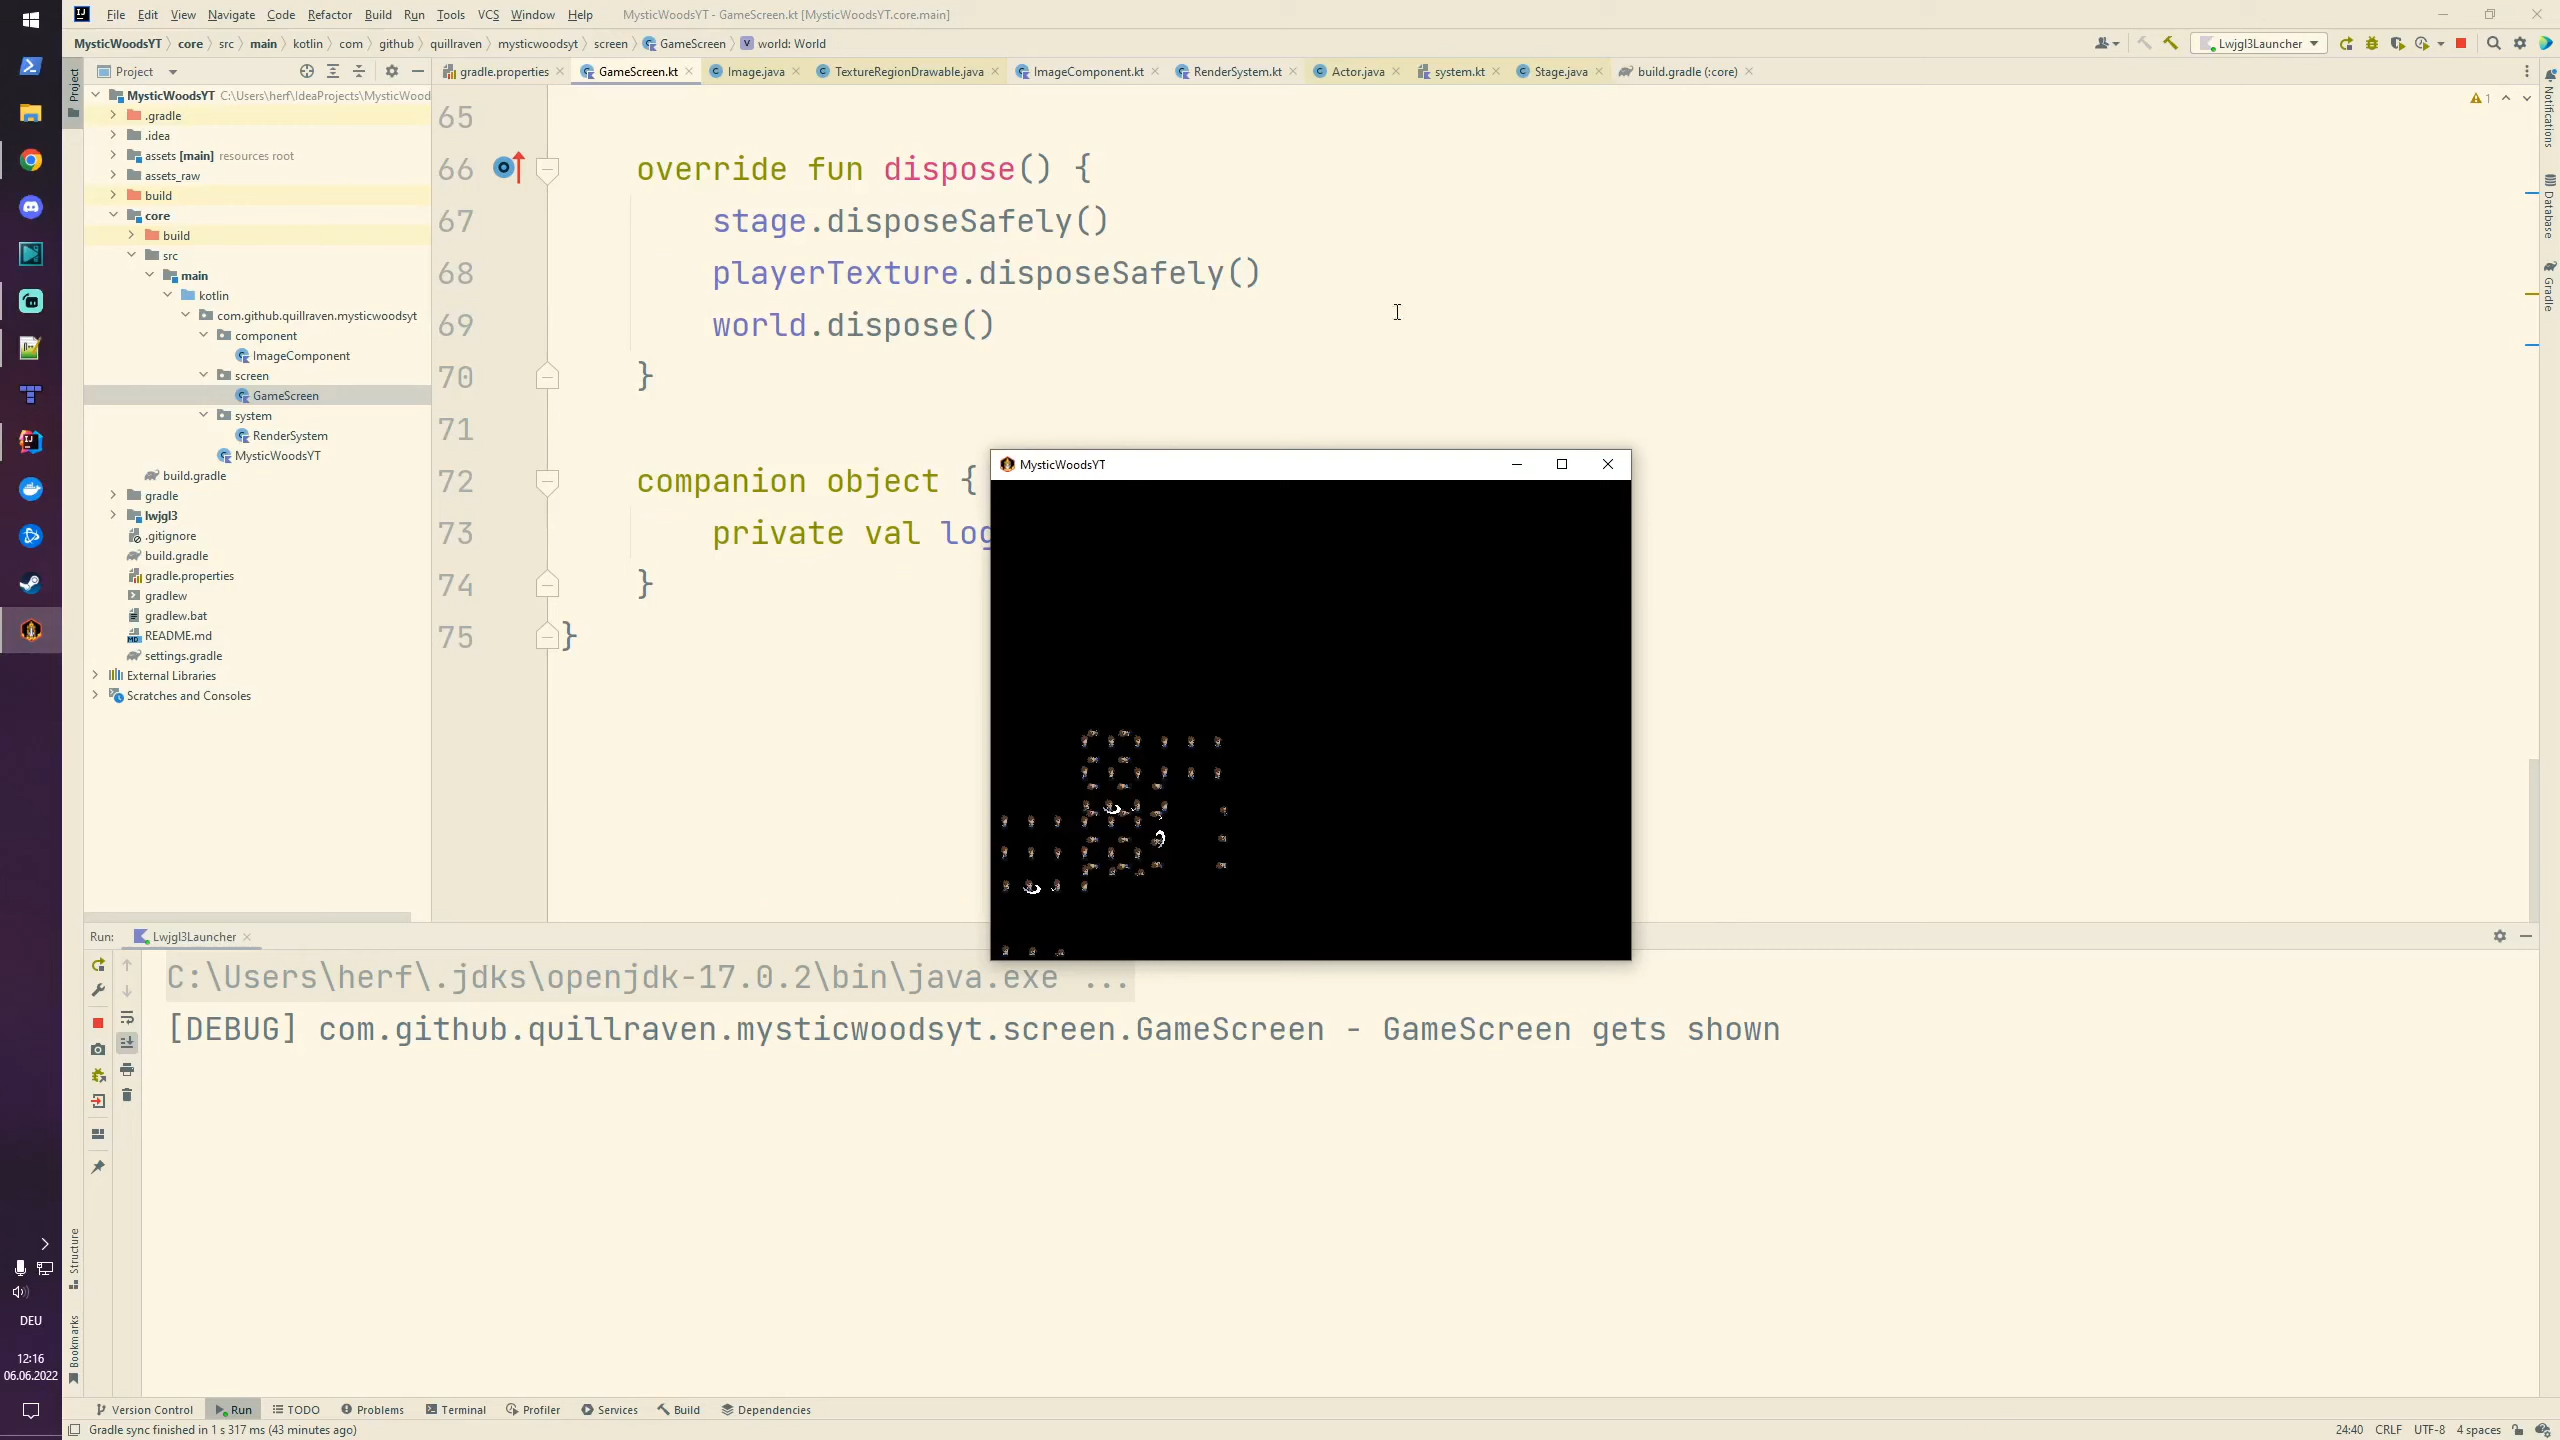 File Edit View Navigate Code Refactor Build Run Tools VCS Window Help MysticWoodsYT - GameScreen.kt [MysticWoodsYT.core.main]
MysticWoodsYT core src main kotlin com github quillraven mysticwoodsyt screen GameScreen world: World
Lwjgl3Launcher
Project
gradle.properties GameScreen.kt Image.java TextureRegionDrawable.java ImageComponent.kt RenderSystem.kt Actor.java system.kt Stage.java build.gradle (:core)
Project
MysticWoodsYT C:\Users\herf\IdeaProjects\MysticWood
.gradle
.idea
assets [main] resources root
assets_raw
build
core
build
src
main
kotlin
com.github.quillraven.mysticwoodsyt
component
ImageComponent
screen
GameScreen
system
RenderSystem
MysticWoodsYT
build.gradle
gradle
lwjgl3
.gitignore
build.gradle
gradle.properties
gradlew
gradlew.bat
README.md
settings.gradle
External Libraries
Scratches and Consoles
65
66 override fun dispose() {
67 stage.disposeSafely()
68 playerTexture.disposeSafely()
69 world.dispose()
70 }
71
72 companion object {
73 private val log
74 }
75 }
1
Notifications
Database
Gradle
MysticWoodsYT
Run: Lwjgl3Launcher
C:\Users\herf\.jdks\openjdk-17.0.2\bin\java.exe ...
[DEBUG] com.github.quillraven.mysticwoodsyt.screen.GameScreen - GameScreen gets shown
Structure
Bookmarks
DEU
12:16
06.06.2022
Version Control Run TODO Problems Terminal Profiler Services Build Dependencies
Gradle sync finished in 1 s 317 ms (43 minutes ago)
24:40 CRLF UTF-8 4 spaces